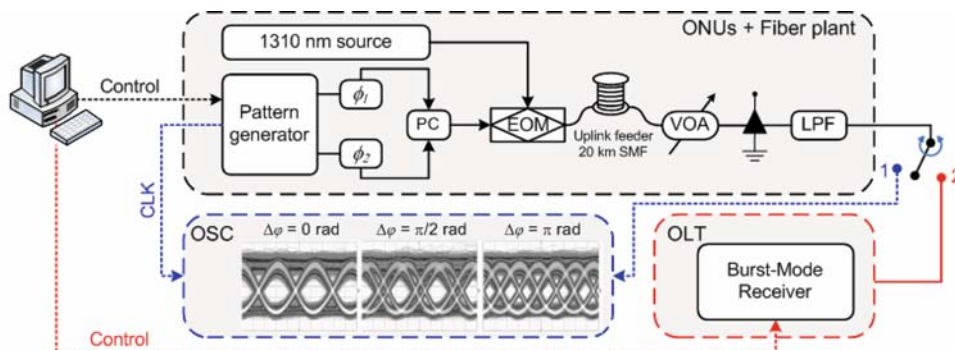 ONUs + Fiber plant
1310 nm source
Control
Pattern
generator
ϕ1
ϕ2
PC
EOM
Uplink feeder
20 km SMF
VOA
LPF
1
2
CLK
OSC
Δφ = 0 rad
Δφ = π/2 rad
Δφ = π rad
OLT
Burst-Mode
Receiver
Control